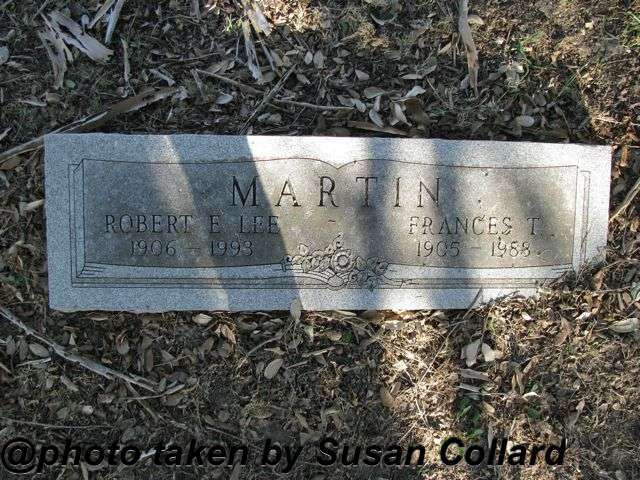 MARTIN
ROBERT E. LEE
1906 - 1993
FRANCES T.
1905 - 1988
@photo taken by Susan Collard